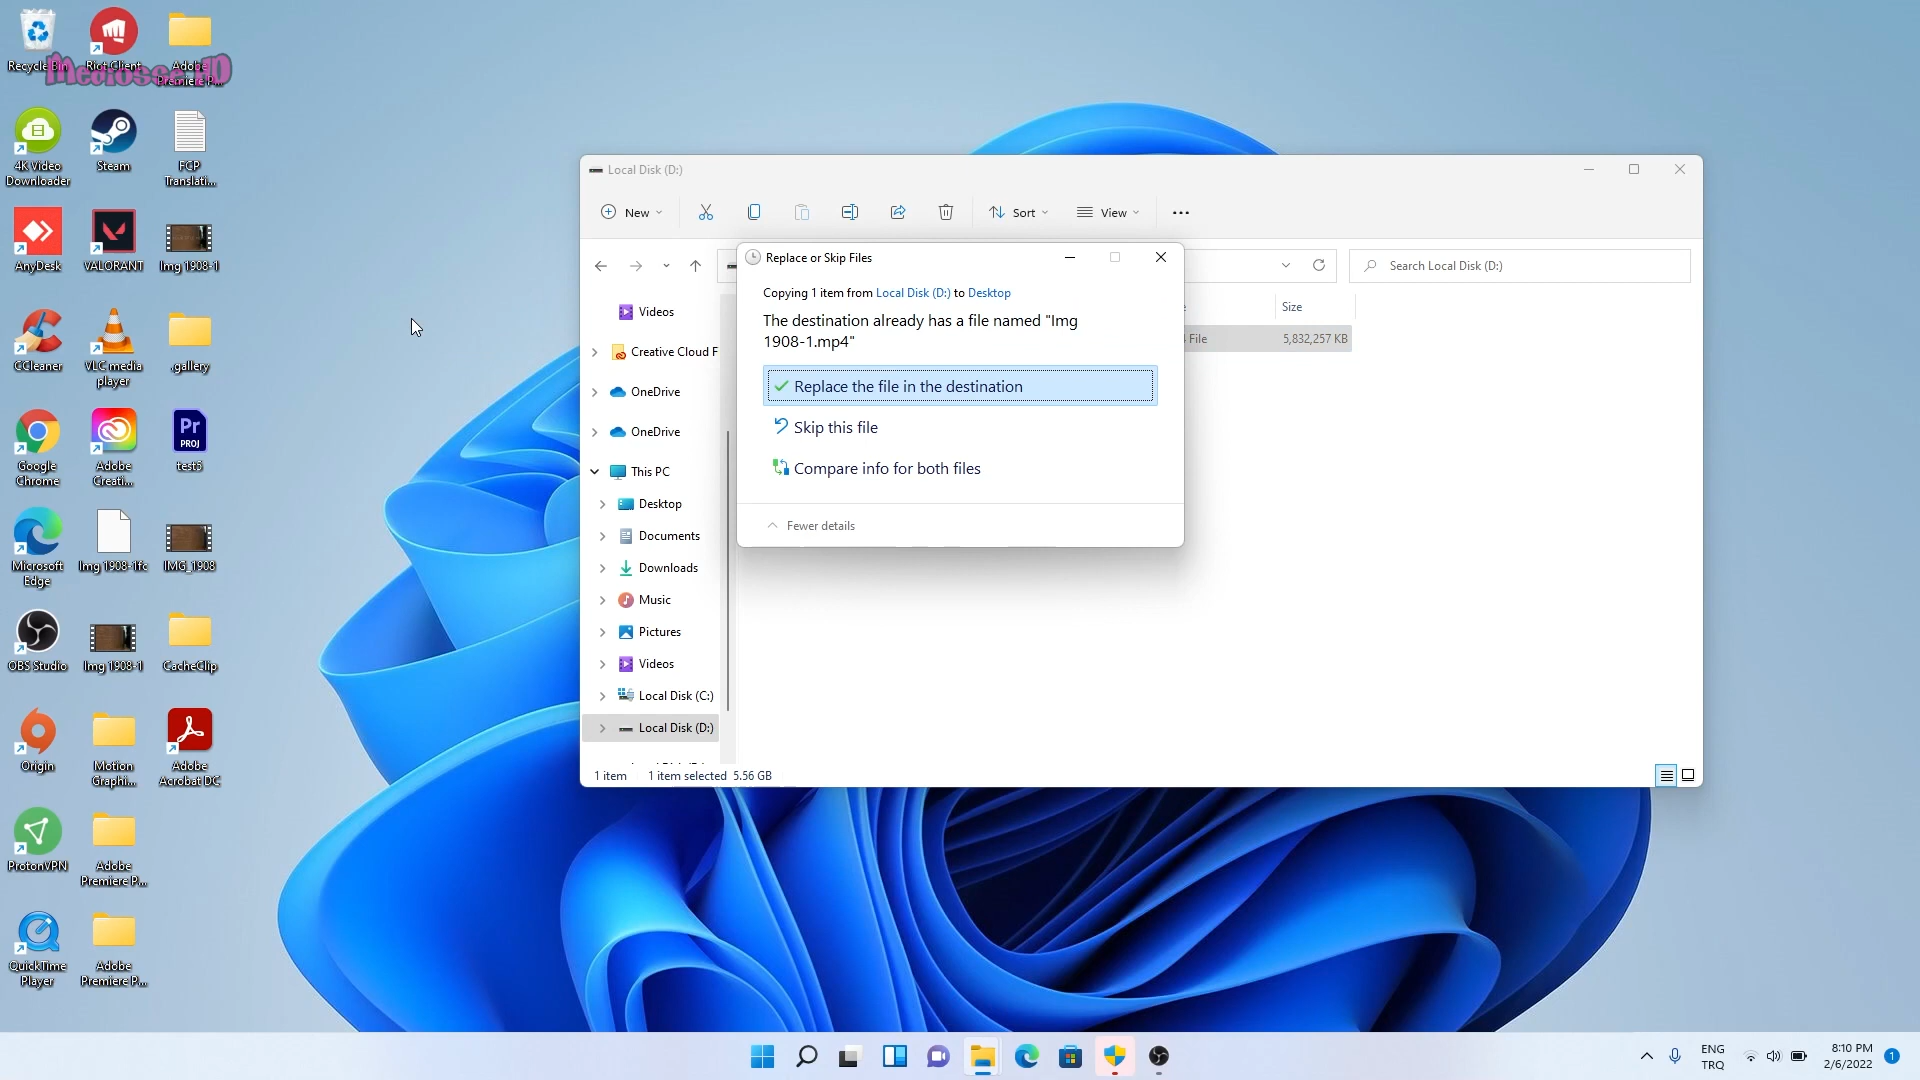 Recycle Bin
Riot Client
Adobe
Premiere P...
Mediosse HD
4K Video
Downloader
Steam
FCP
Translati...
AnyDesk
VALORANT
Img 1908-1
CCleaner
VLC media
player
.gallery
Google
Chrome
Adobe
Creati...
Pr
PROJ
test5
Microsoft
Edge
Img 1908-1fc
IMG_1908
OBS Studio
Img 1908-1
CacheClip
Origin
Motion
Graphi...
Adobe
Acrobat DC
ProtonVPN
Adobe
Premiere P...
QuickTime
Player
Adobe
Premiere P...
Local Disk (D:)
New
Sort
View
Search Local Disk (D:)
Size
File
5,832,257 KB
Videos
Creative Cloud F
OneDrive
OneDrive
This PC
Desktop
Documents
Downloads
Music
Pictures
Videos
Local Disk (C:)
Local Disk (D:)
1 item
1 item selected 5.56 GB
Replace or Skip Files
Copying 1 item from Local Disk (D:) to Desktop
The destination already has a file named "Img
1908-1.mp4"
Replace the file in the destination
Skip this file
Compare info for both files
Fewer details
ENG
TRQ
8:10 PM
2/6/2022
1